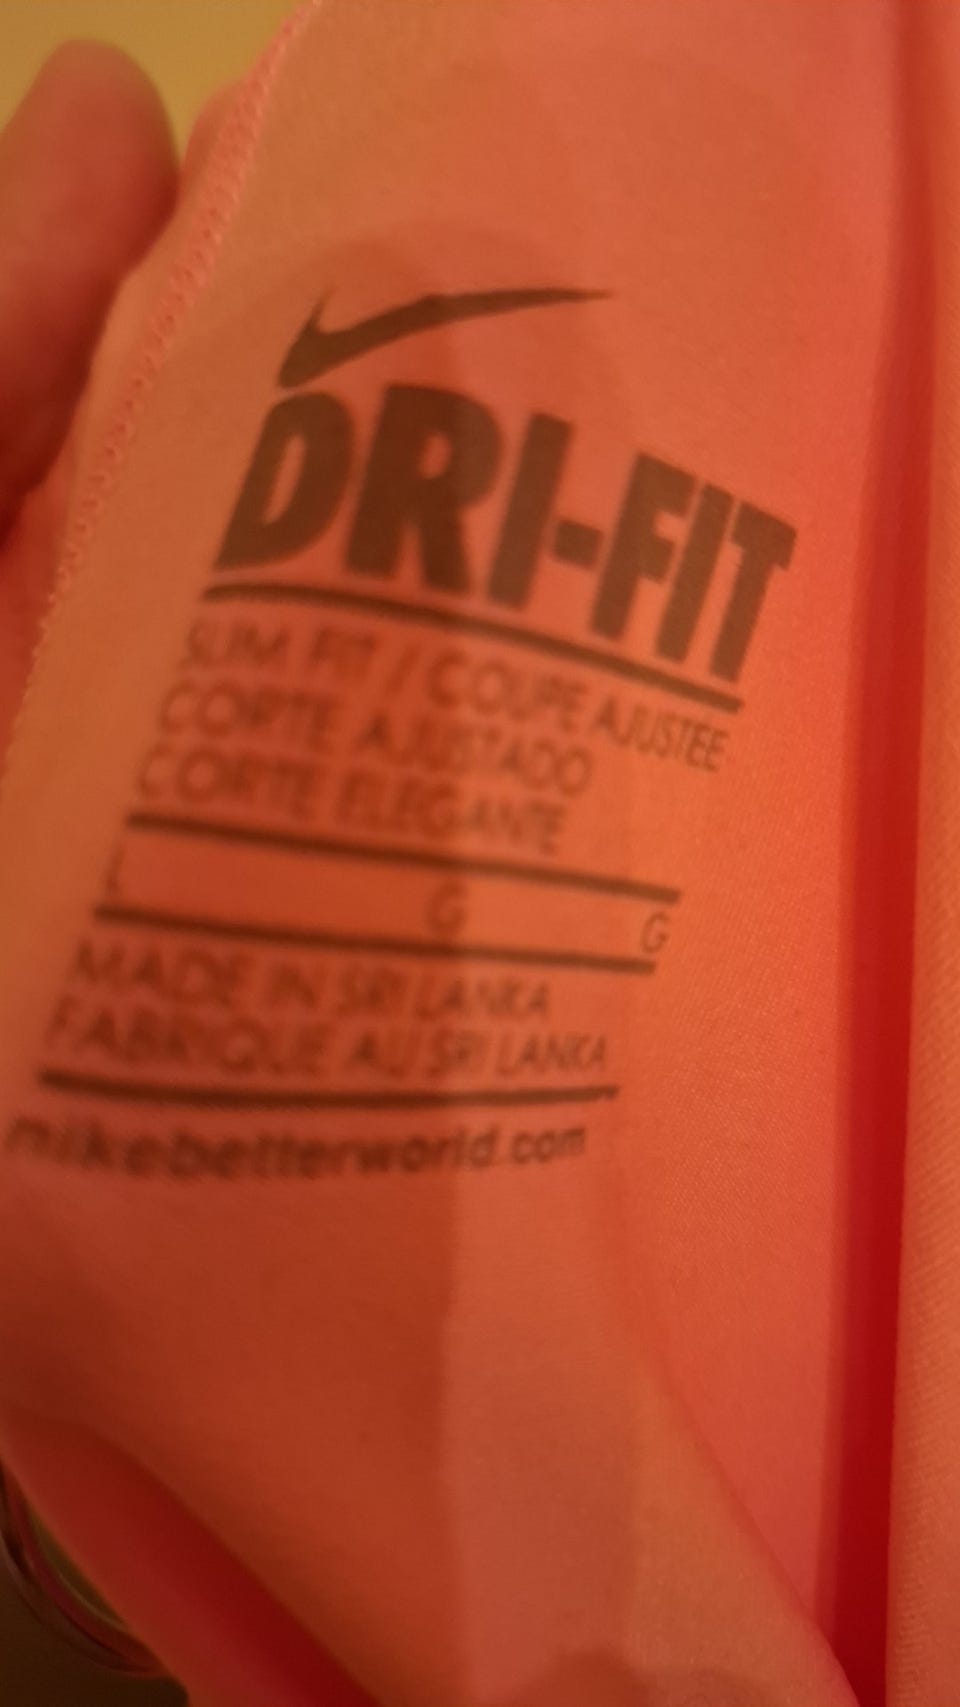 DRI-FIT
SLIM FIT / COUPE AJUSTÉE
CORTE AJUSTADO
CORTE ELEGANTE
L G G
MADE IN SRI LANKA
FABRIQUE AU SRI LANKA
nikebetterworld.com